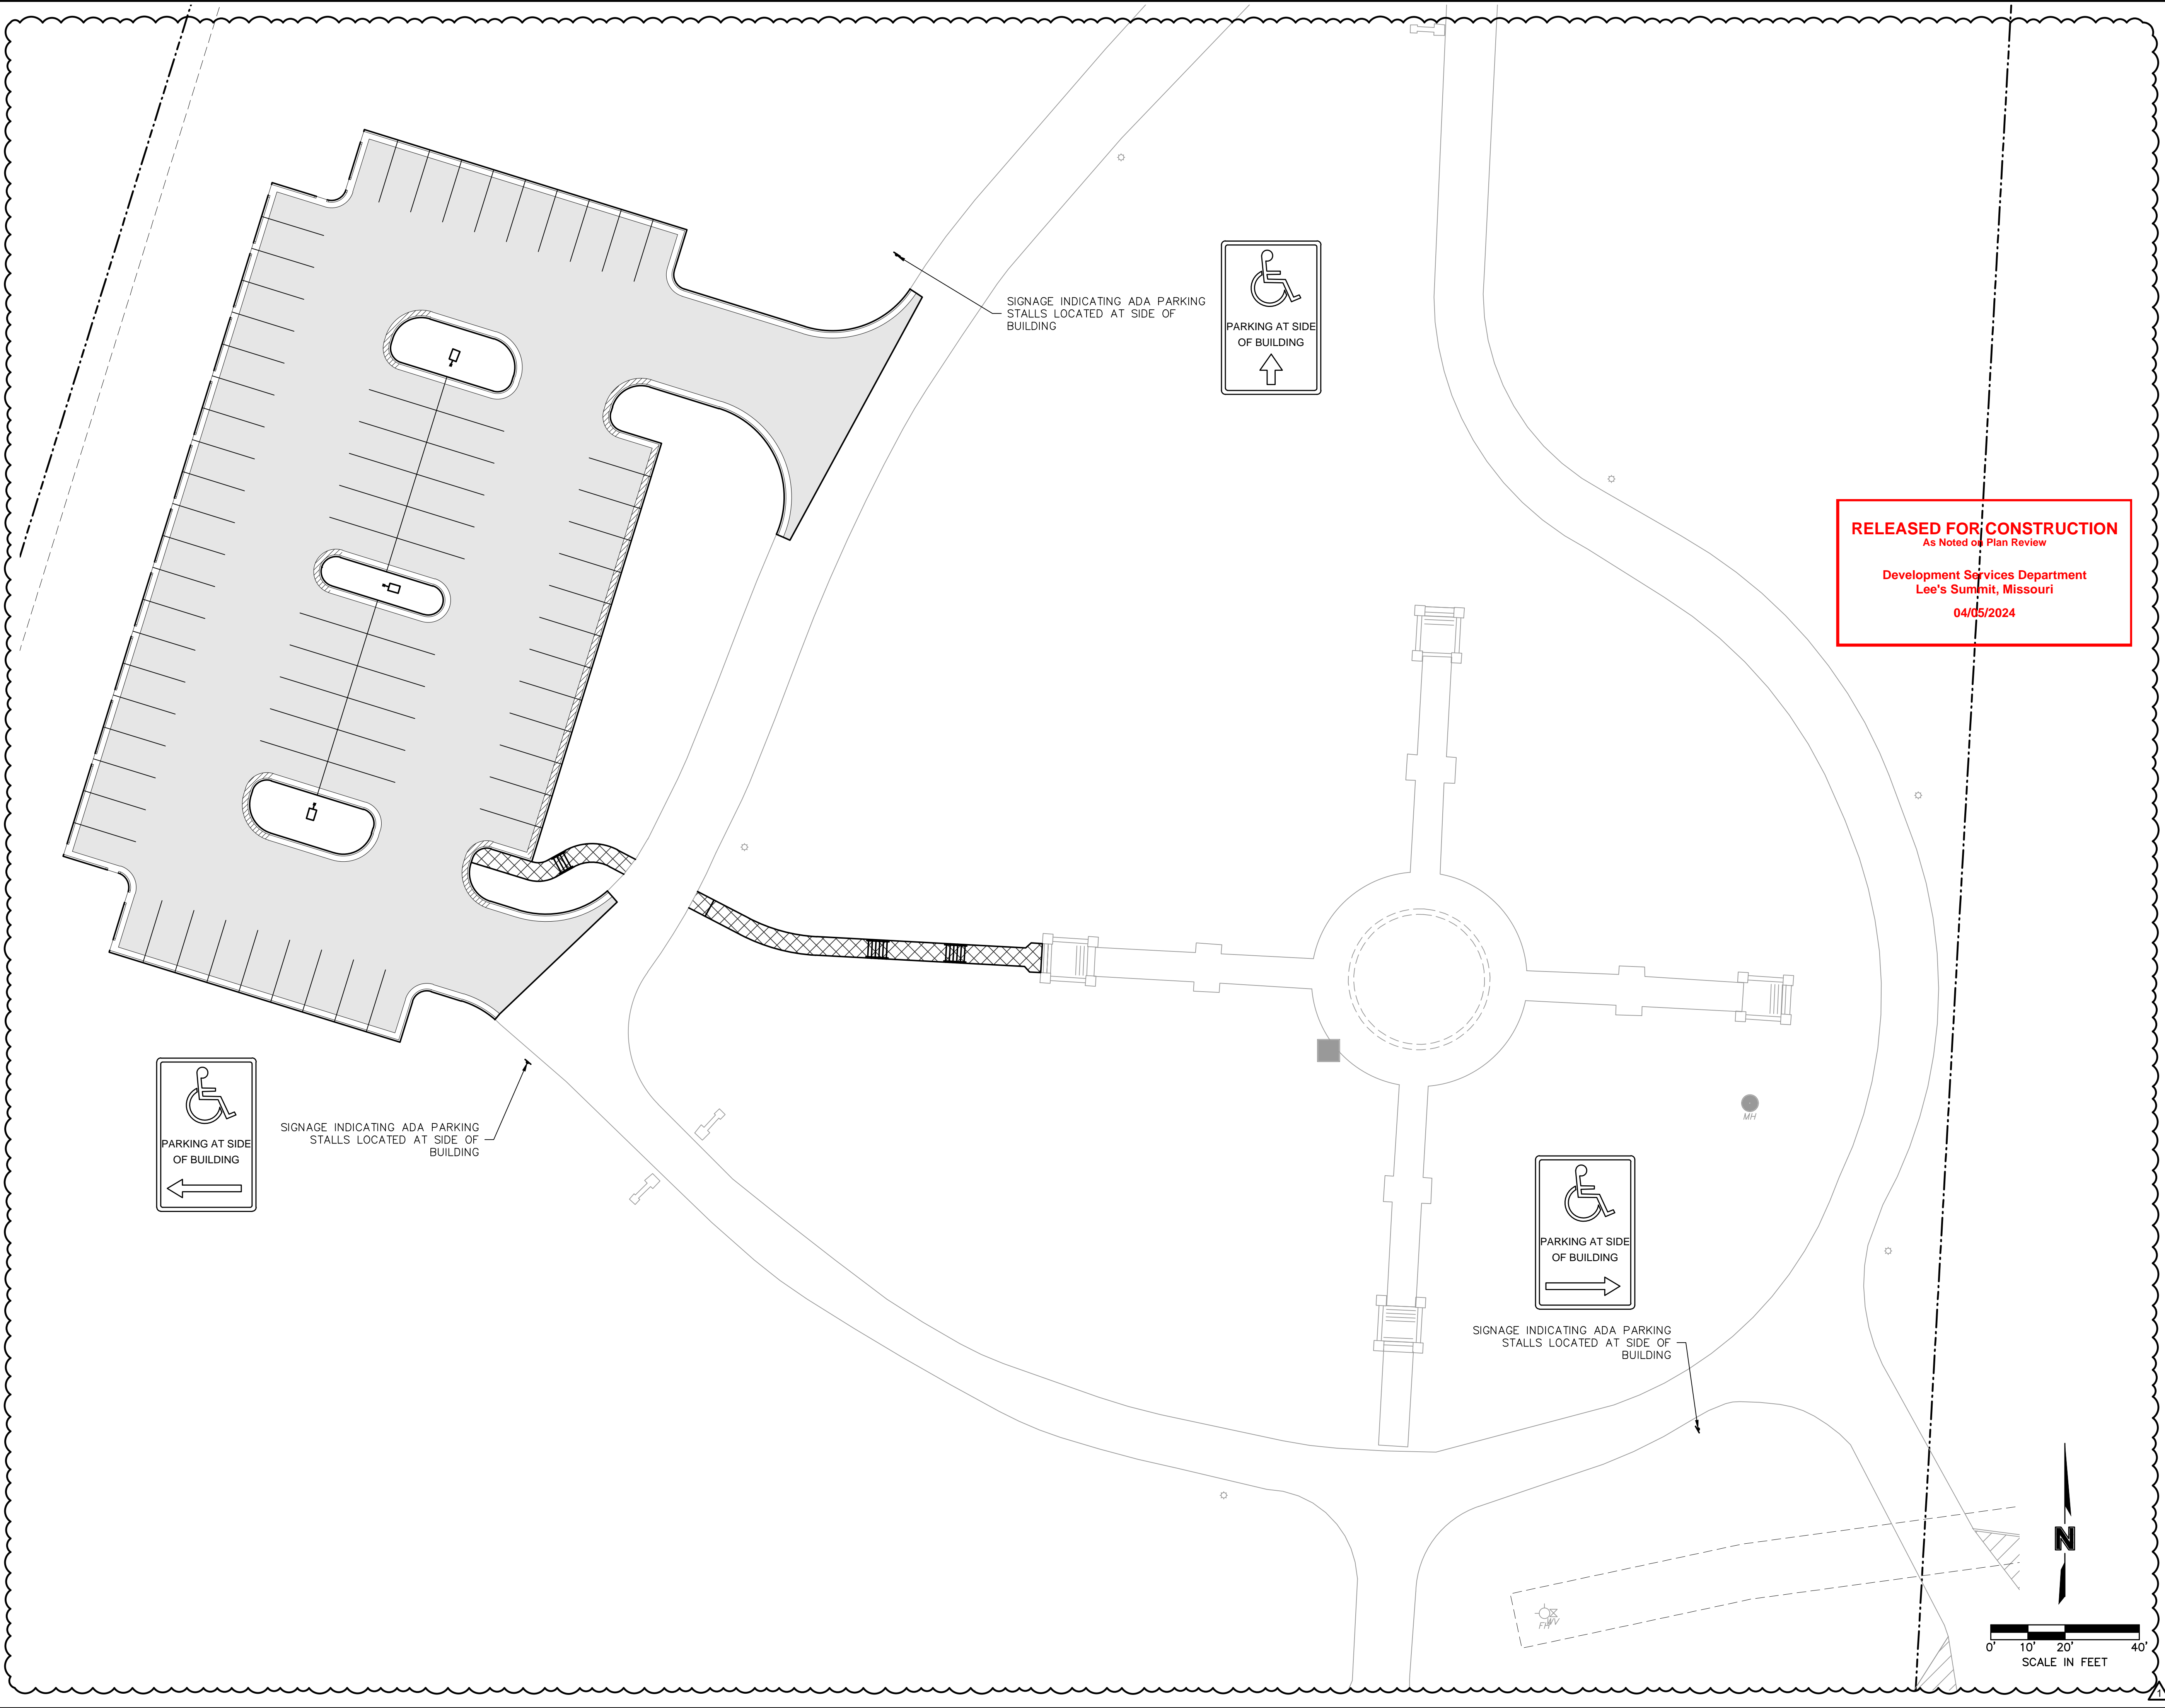 SIGNAGE INDICATING ADA PARKING
STALLS LOCATED AT SIDE OF
BUILDING
PARKING AT SIDE
OF BUILDING
RELEASED FOR CONSTRUCTION
As Noted on Plan Review
Development Services Department
Lee's Summit, Missouri
04/05/2024
PARKING AT SIDE
OF BUILDING
SIGNAGE INDICATING ADA PARKING
STALLS LOCATED AT SIDE OF
BUILDING
MH
PARKING AT SIDE
OF BUILDING
SIGNAGE INDICATING ADA PARKING
STALLS LOCATED AT SIDE OF
BUILDING
N
FH WV
0' 10' 20' 40'
SCALE IN FEET
1